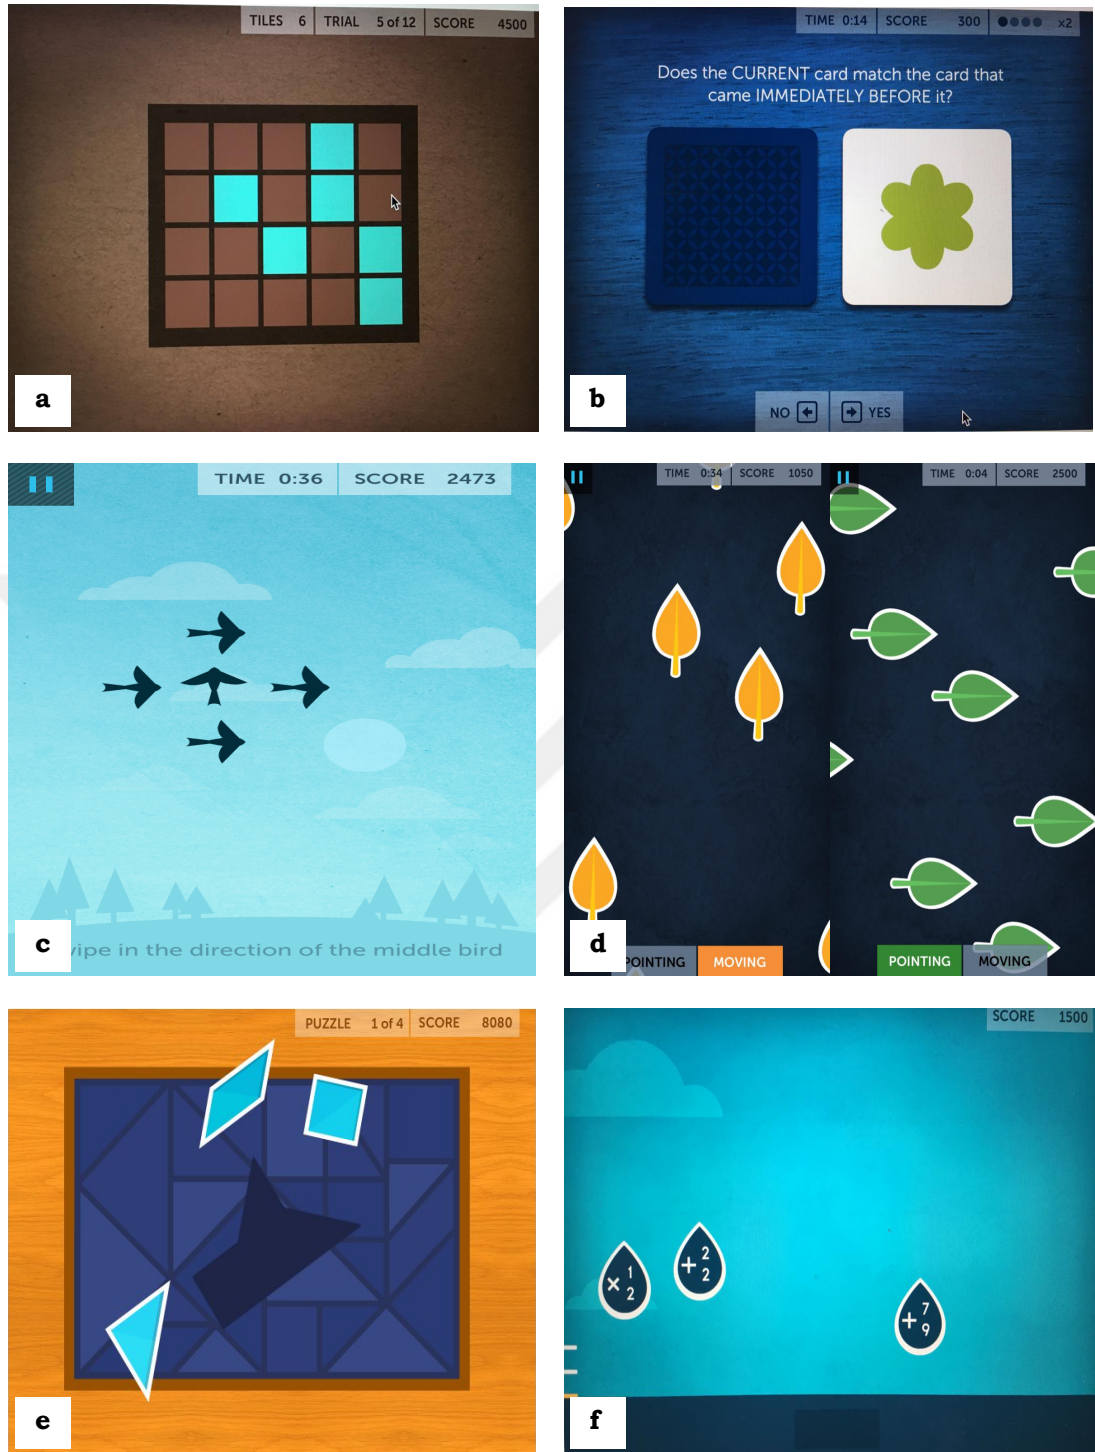 TILES 6 TRIAL 5 of 12 SCORE 4500
a
TIME 0:14 SCORE 300 x2
Does the CURRENT card match the card that
came IMMEDIATELY BEFORE it?
NO YES
b
TIME 0:36 SCORE 2473
wipe in the direction of the middle bird
c
TIME 0:34 SCORE 1050
TIME 0:04 SCORE 2500
POINTING MOVING
POINTING MOVING
d
PUZZLE 1 of 4 SCORE 8080
e
SCORE 1500
× 1 2
+ 2 2
+ 7 9
f